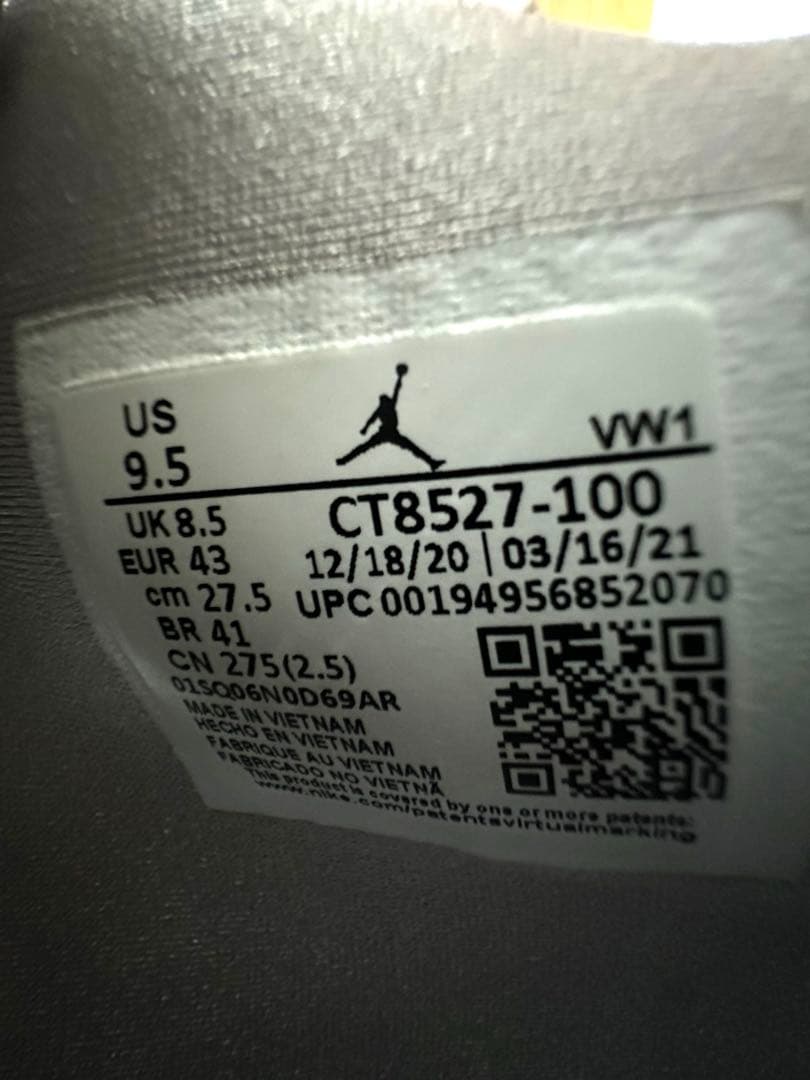 US
9.5
VW1
UK 8.5
CT8527-100
EUR 43
12/18/20 | 03/16/21
cm 27.5
UPC 00194956852070
BR 41
CN 275(2.5)
01SQ06N0D69AR
MADE IN VIETNAM
HECHO EN VIETNAM
FABRIQUE AU VIETNAM
FABRICADO NO VIETNÃ
This product is covered by one or more patents:
www.nike.com/patentsvirtualmarking